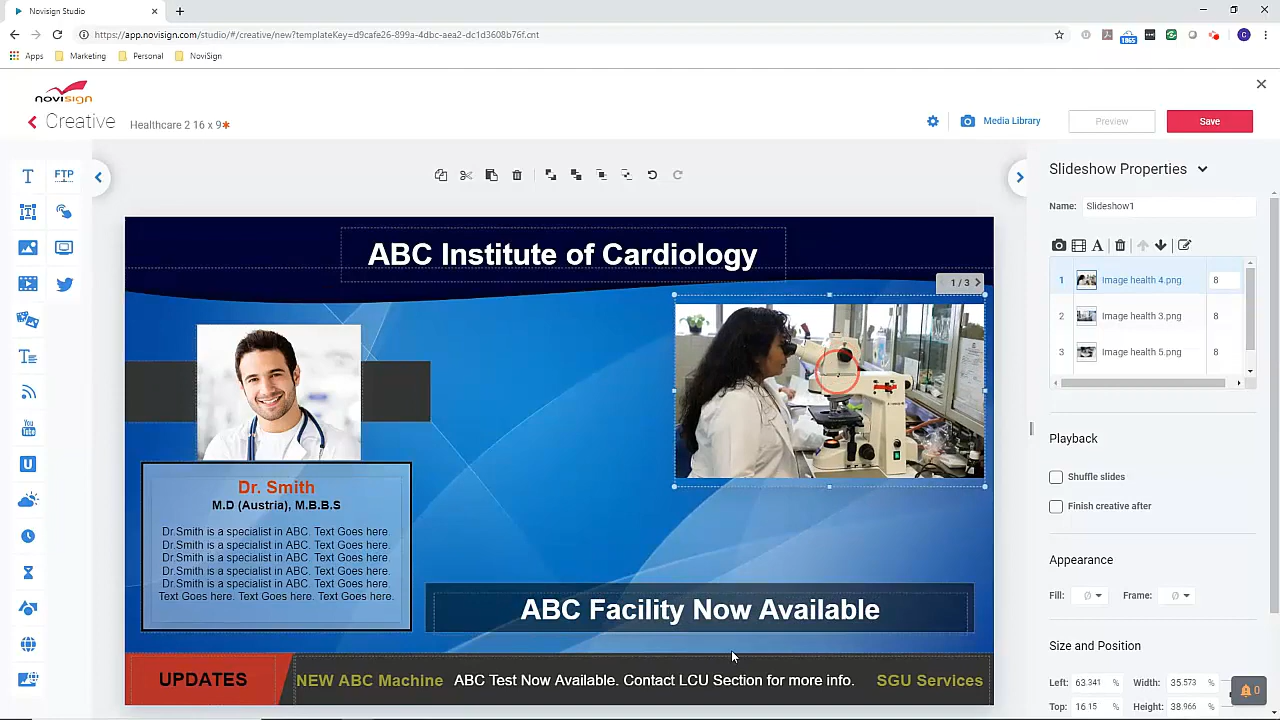 Novisign Studio
https://app.novisign.com/studio/#/creative/new?templateKey=d9cafe26-899a-4dbc-aea2-dc1d3608b76f.cnt
Apps Marketing Personal NoviSign
novisign
Creative Healthcare 2 16 x 9*
Media Library Preview Save
T FTP
Slideshow Properties
Name: Slideshow1
1 Image health 4.png 8
2 Image health 3.png 8
3 Image health 5.png 8
Playback
Shuffle slides
Finish creative after
Appearance
Fill: Frame:
Size and Position
Left: 63.341 % Width: 35.573 %
Top: 16.15 % Height: 38.966 %
0
ABC Institute of Cardiology
1 / 3
Dr. Smith
M.D (Austria), M.B.B.S
Dr.Smith is a specialist in ABC. Text Goes here.
Dr.Smith is a specialist in ABC. Text Goes here.
Dr.Smith is a specialist in ABC. Text Goes here.
Dr.Smith is a specialist in ABC. Text Goes here.
Dr.Smith is a specialist in ABC. Text Goes here.
Text Goes here. Text Goes here. Text Goes here.
ABC Facility Now Available
UPDATES NEW ABC Machine ABC Test Now Available. Contact LCU Section for more info. SGU Services